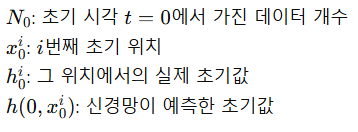 $N_0$: 초기 시각 $t = 0$에서 가진 데이터 개수
$x_0^i$: $i$번째 초기 위치
$h_0^i$: 그 위치에서의 실제 초기값
$h(0, x_0^i)$: 신경망이 예측한 초기값